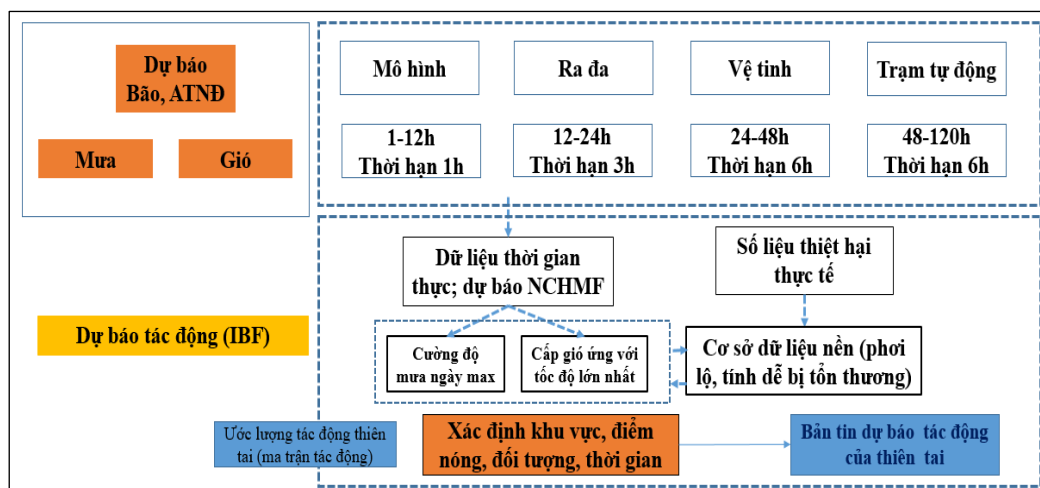 Dự báo
Bão, ATNĐ
Mưa
Gió
Mô hình
Ra đa
Vệ tinh
Trạm tự động
1-12h
Thời hạn 1h
12-24h
Thời hạn 3h
24-48h
Thời hạn 6h
48-120h
Thời hạn 6h
Dữ liệu thời gian
thực; dự báo NCHMF
Số liệu thiệt hại
thực tế
Dự báo tác động (IBF)
Cường độ
mưa ngày max
Cấp gió ứng với
tốc độ lớn nhất
Cơ sở dữ liệu nền (phơi
lộ, tính dễ bị tổn thương)
Ước lượng tác động thiên
tai (ma trận tác động)
Xác định khu vực, điểm
nóng, đối tượng, thời gian
Bản tin dự báo tác động
của thiên tai